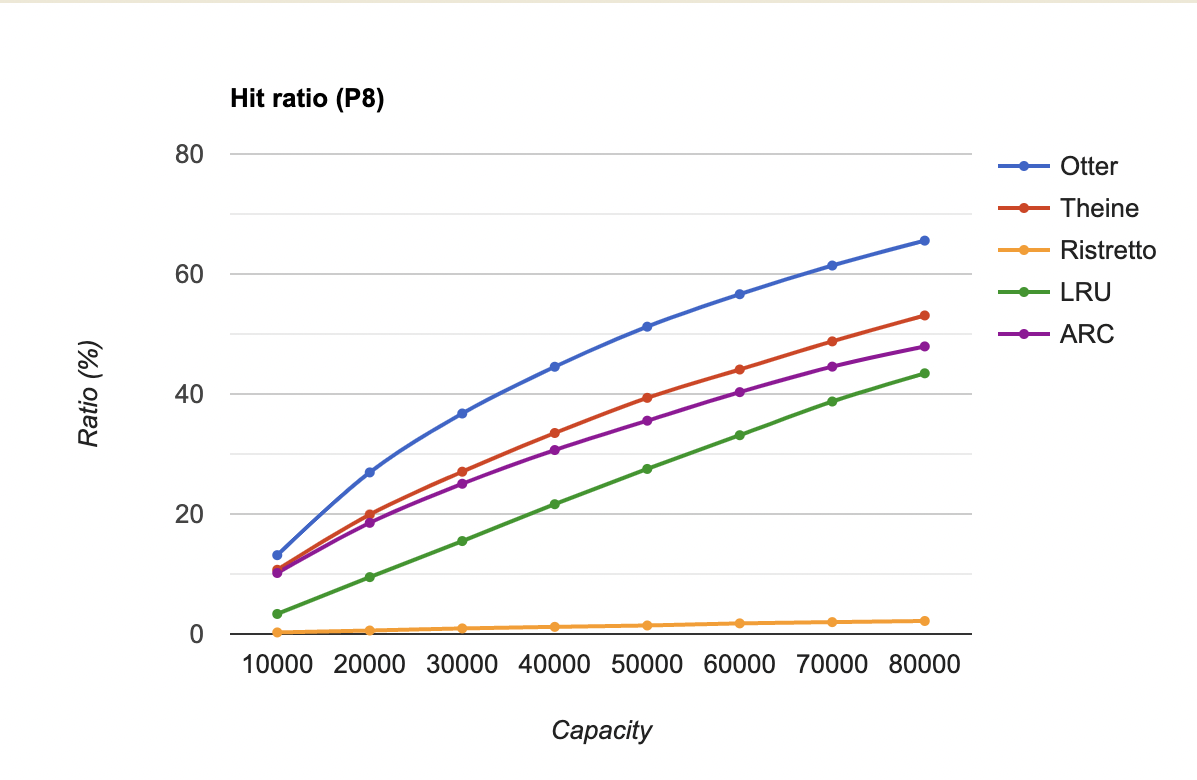 Hit ratio (P8)
80
60
40
20
0
Ratio (%)
10000 20000 30000 40000 50000 60000 70000 80000
Capacity
Otter
Theine
Ristretto
LRU
ARC